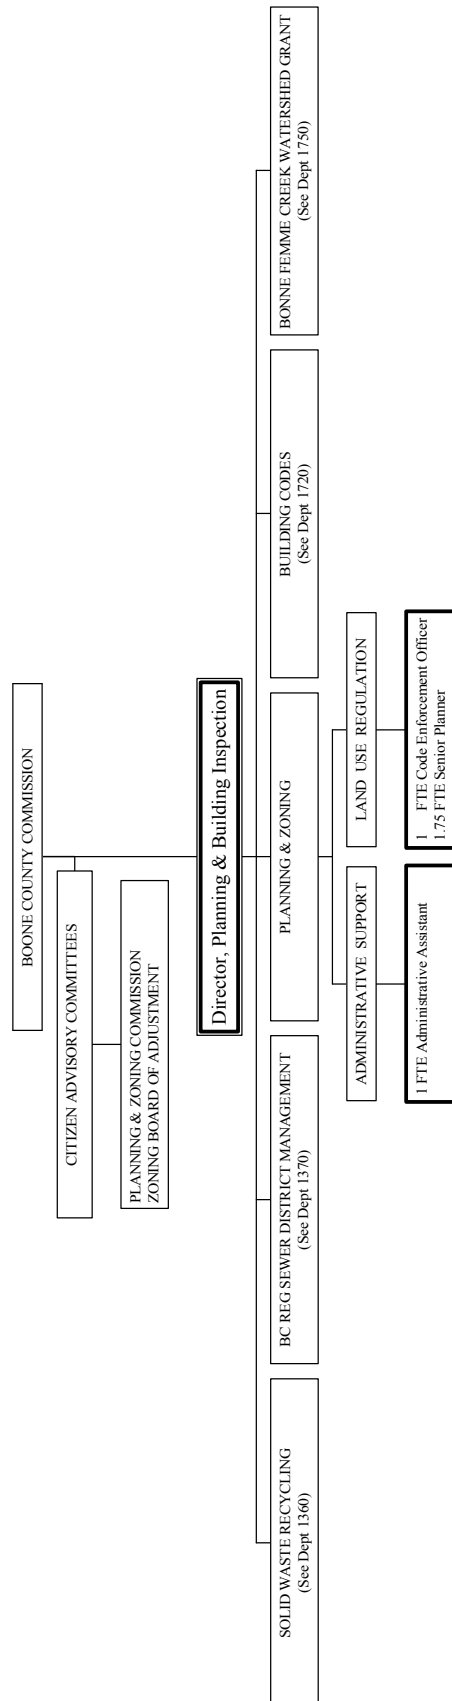 BOONE COUNTY COMMISSION
CITIZEN ADVISORY COMMITTEES
PLANNING & ZONING COMMISSION
ZONING BOARD OF ADJUSTMENT
Director, Planning & Building Inspection
SOLID WASTE RECYCLING
(See Dept 1360)
BC REG SEWER DISTRICT MANAGEMENT
(See Dept 1370)
PLANNING & ZONING
BUILDING CODES
(See Dept 1720)
BONNE FEMME CREEK WATERSHED GRANT
(See Dept 1750)
ADMINISTRATIVE SUPPORT
LAND USE REGULATION
1 FTE Administrative Assistant
1 FTE Code Enforcement Officer
1.75 FTE Senior Planner